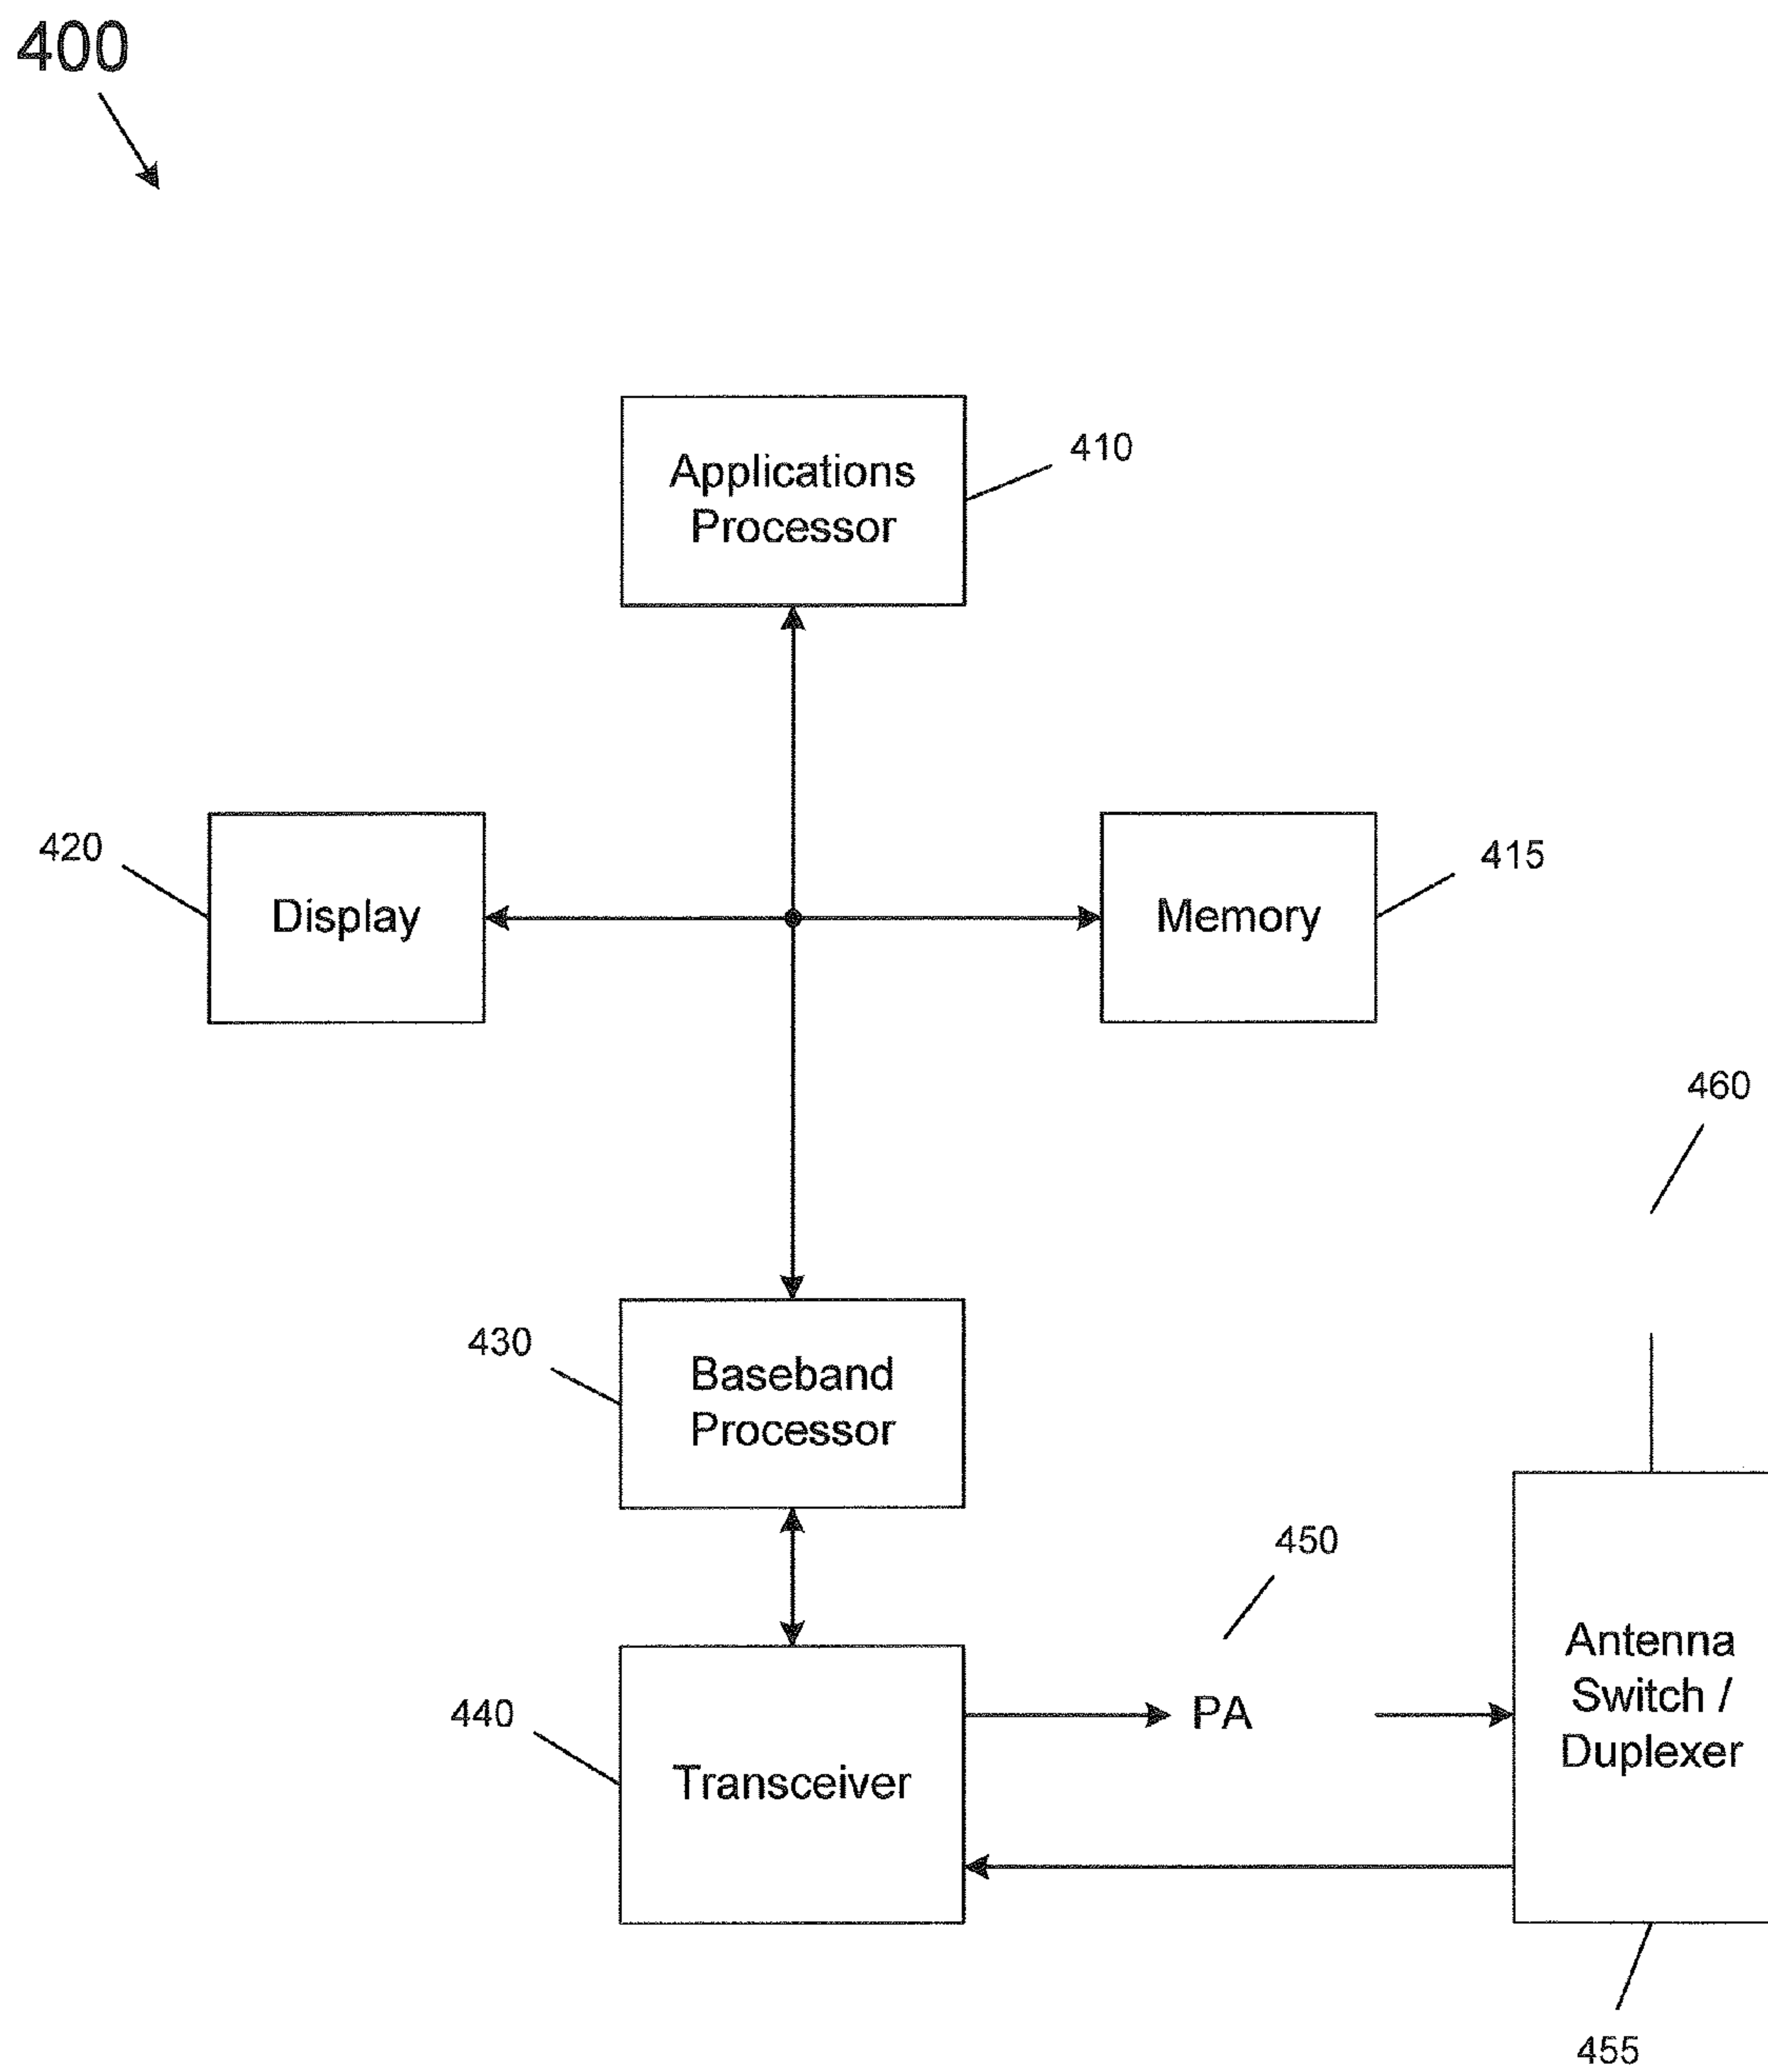 400
Applications
Processor
410
420
Display
Memory
415
460
430
Baseband
Processor
450
440
Transceiver
PA
Antenna
Switch /
Duplexer
455